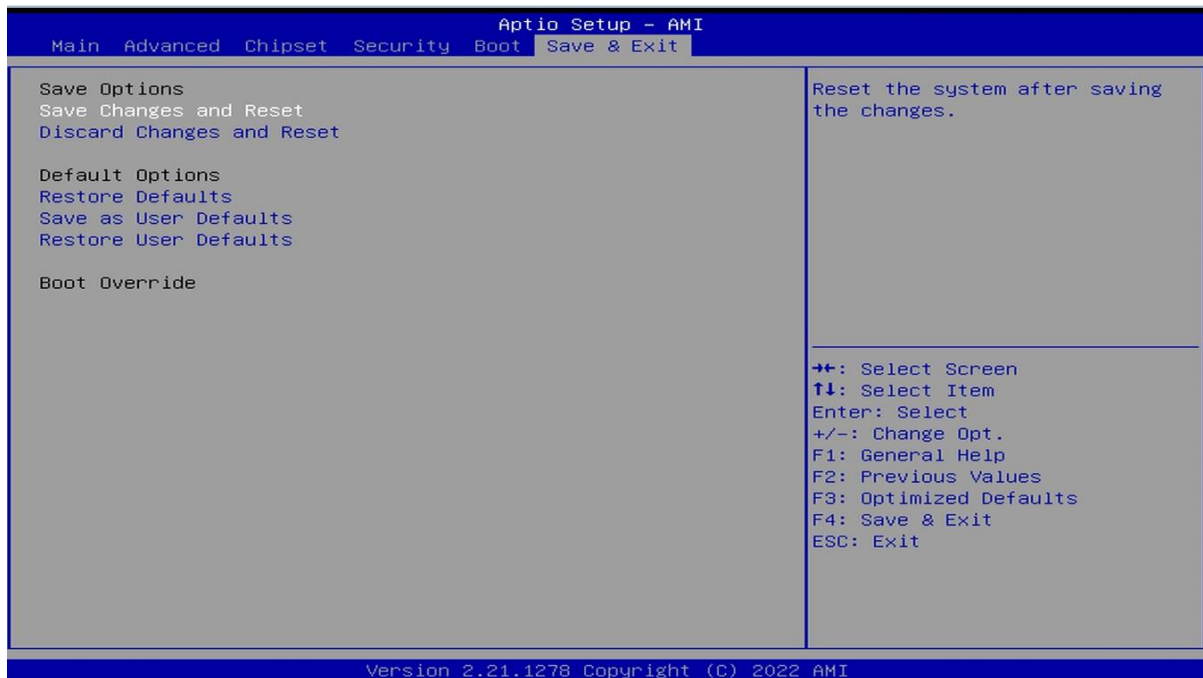 Aptio Setup – AMI
Main Advanced Chipset Security Boot Save & Exit
Save Options
Save Changes and Reset
Discard Changes and Reset
Default Options
Restore Defaults
Save as User Defaults
Restore User Defaults
Boot Override
Reset the system after saving
the changes.
→←: Select Screen
↑↓: Select Item
Enter: Select
+/-: Change Opt.
F1: General Help
F2: Previous Values
F3: Optimized Defaults
F4: Save & Exit
ESC: Exit
Version 2.21.1278 Copyright (C) 2022 AMI